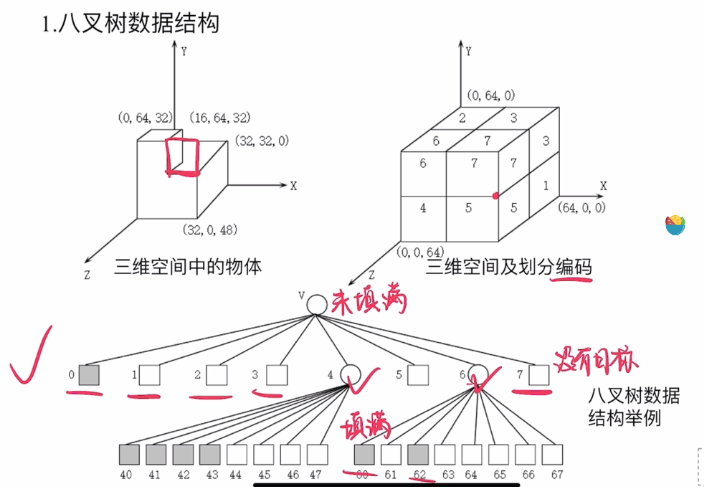 1.八叉树数据结构
Y
Y
(0,64,0)
(0,64,32) (16,64,32)
2 3
6 7
(32,32,0)
3
6 7 7
X
1
X
4 5 5
(64,0,0)
(32,0,48)
(0,0,64)
Z
三维空间中的物体
Z
三维空间及划分编码
V
未填满
0 1 2 3 4 5 6 7
没有目标
八叉树数据
结构举例
填满
40 41 42 43 44 45 46 47 60 61 62 63 64 65 66 67